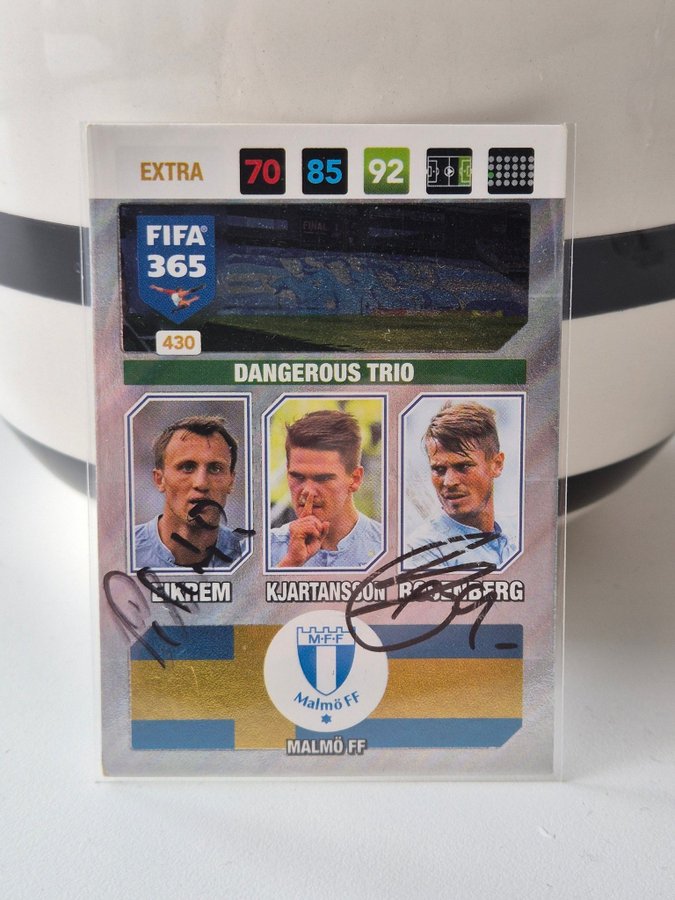 EXTRA 70 85 92
FIFA
365
430
DANGEROUS TRIO
EIKREM KJARTANSSON ROSENBERG
M·F·F
Malmö FF
MALMÖ FF